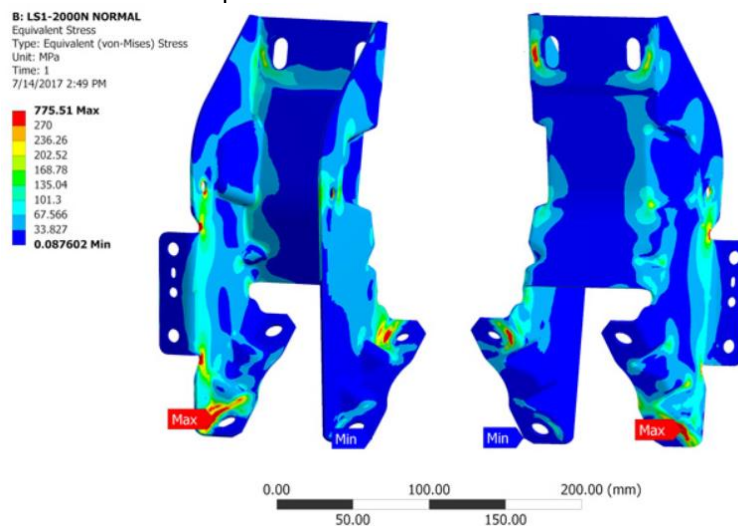 B: LS1-2000N NORMAL
Equivalent Stress
Type: Equivalent (von-Mises) Stress
Unit: MPa
Time: 1
7/14/2017 2:49 PM
775.51 Max
270
236.26
202.52
168.78
135.04
101.3
67.566
33.827
0.087602 Min
Max
Min
Min
Max
0.00
100.00
200.00 (mm)
50.00
150.00